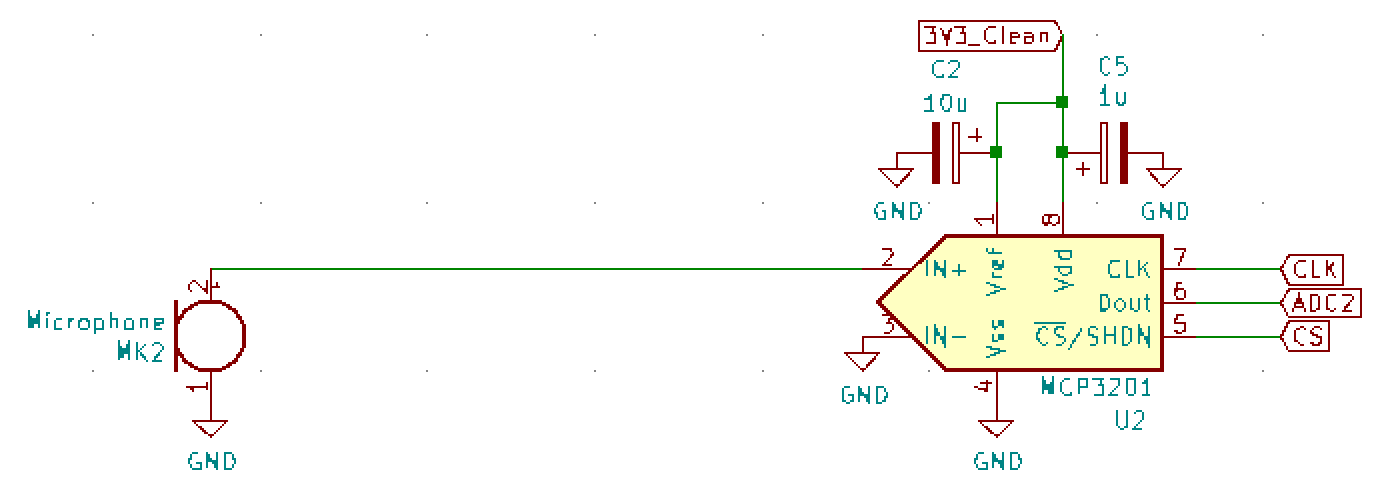 3V3_Clean
C2
10u
C5
1u
+
+
GND
GND
1
8
2
IN+
Vref
Vdd
CLK
7
CLK
Dout
6
ADC2
3
IN-
Vss
CS/SHDN
5
CS
GND
4
MCP3201
U2
GND
2
+
Microphone
MK2
1
GND